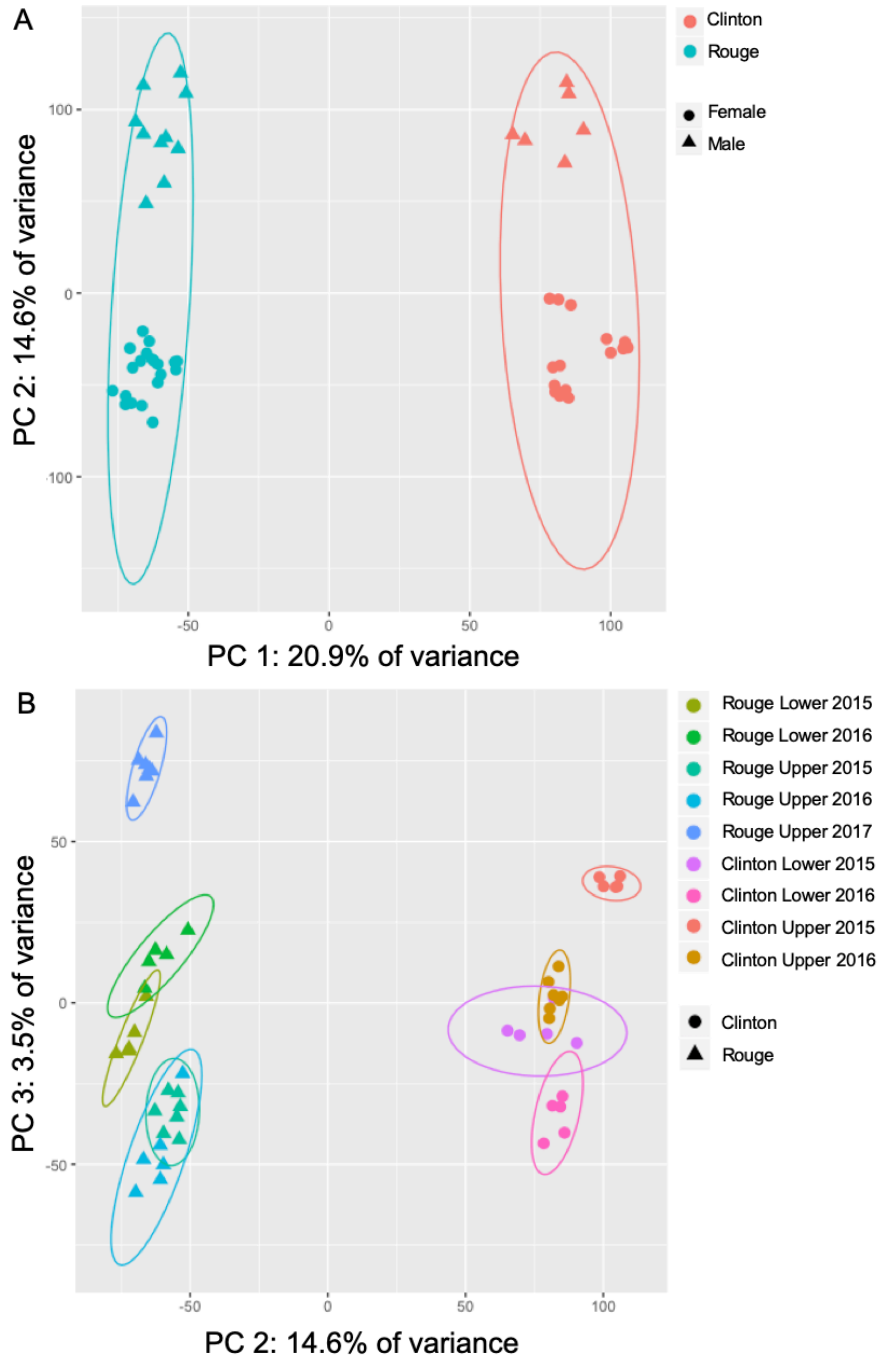 A
Clinton
Rouge
Female
Male
100
0
-100
PC 2: 14.6% of variance
-50
0
50
100
PC 1: 20.9% of variance
B
Rouge Lower 2015
Rouge Lower 2016
Rouge Upper 2015
Rouge Upper 2016
Rouge Upper 2017
Clinton Lower 2015
Clinton Lower 2016
Clinton Upper 2015
Clinton Upper 2016
Clinton
Rouge
50
0
-50
PC 3: 3.5% of variance
-50
0
50
100
PC 2: 14.6% of variance